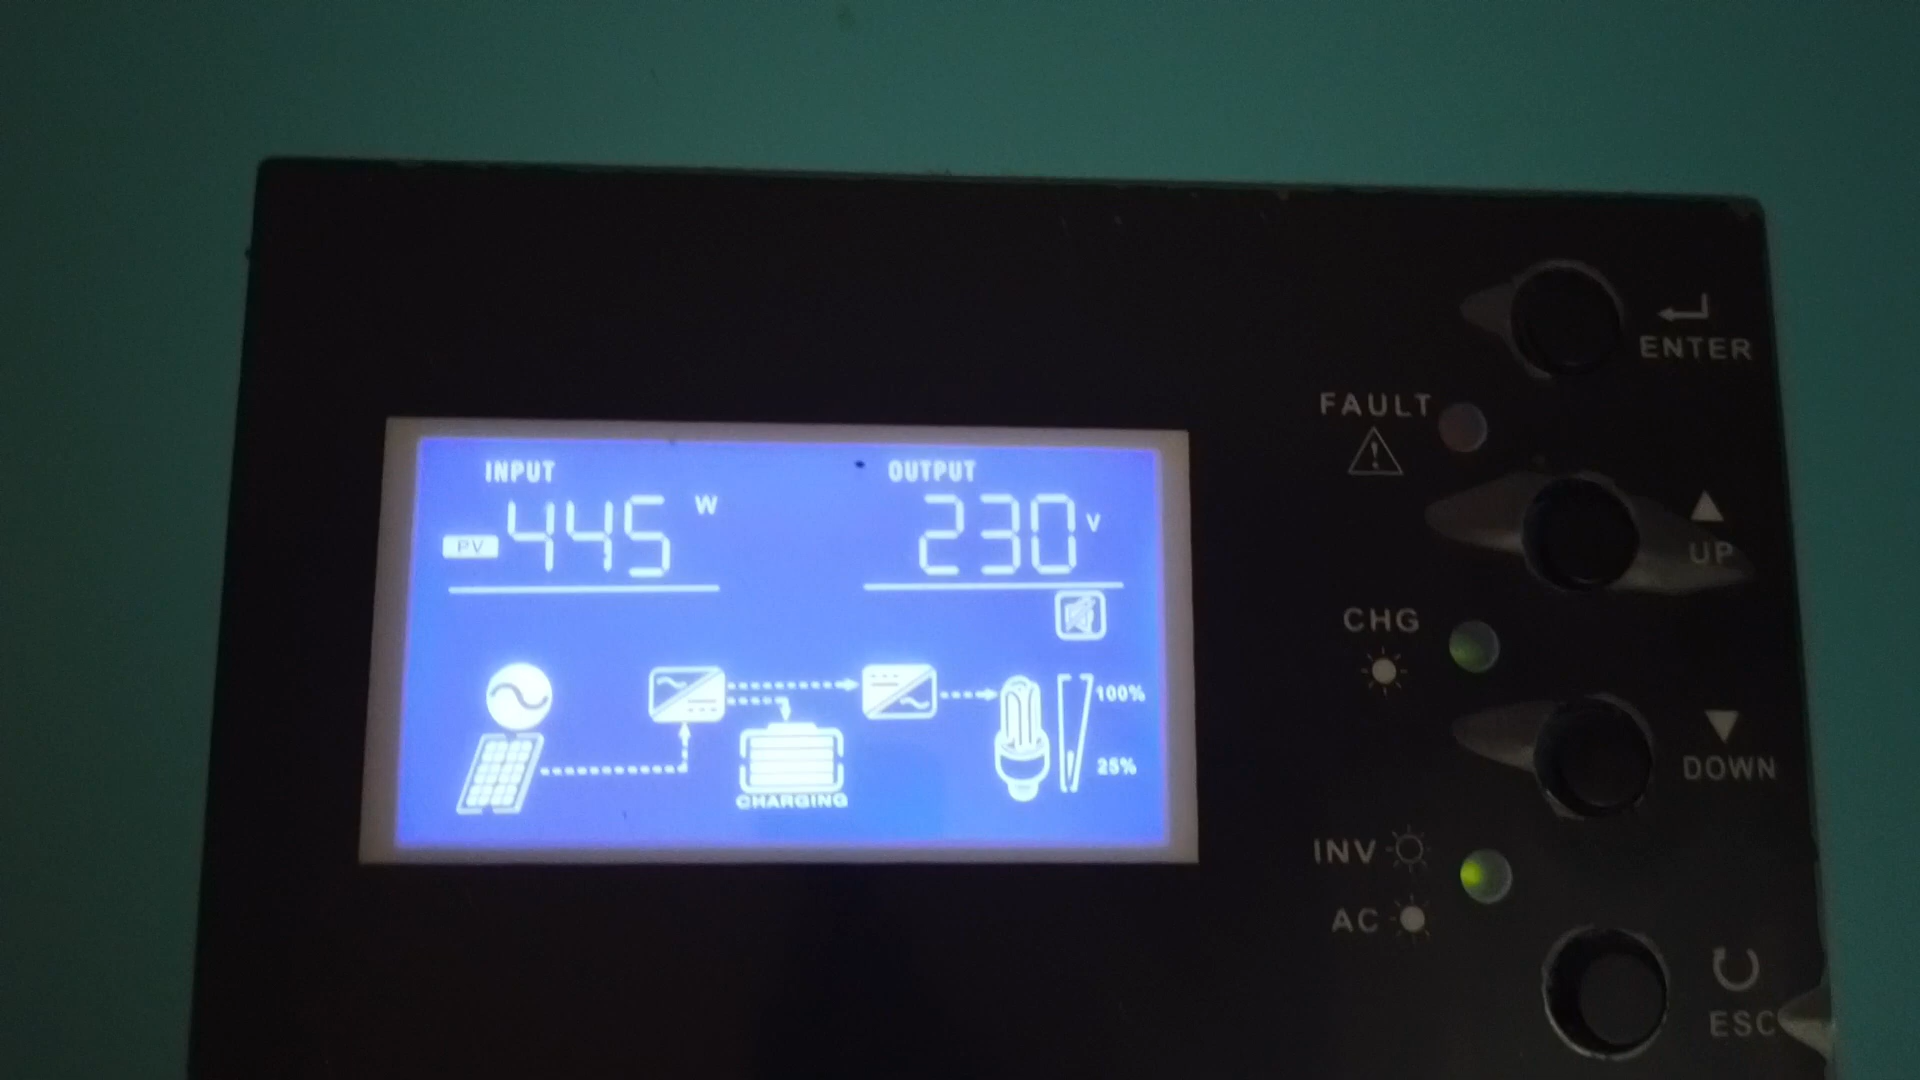 INPUT
PV 445 W
OUTPUT
230 V
CHARGING
100%
25%
ENTER
FAULT
UP
CHG
DOWN
INV
AC
ESC